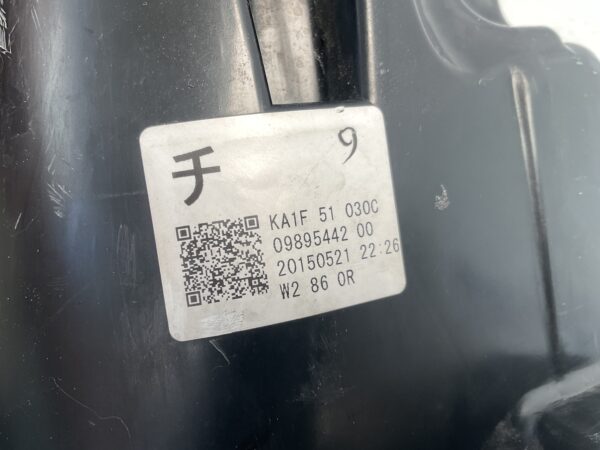 チ 9
KA1F 51 030C
09895442 00
20150521 22:26
W2 86 0R